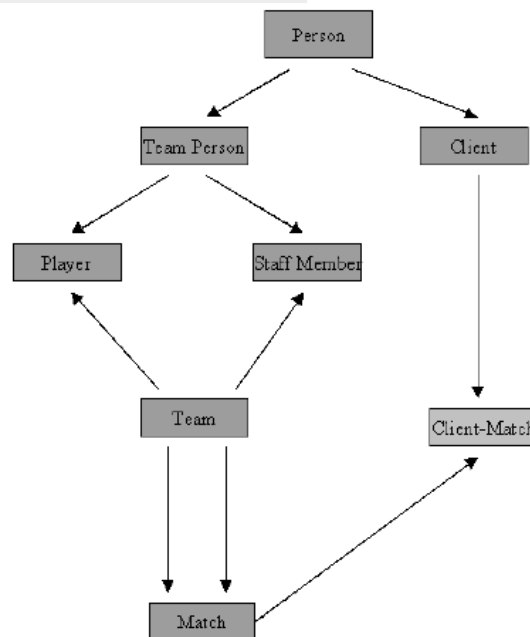 Person
Team Person
Client
Player
Staff Member
Team
Client-Match
Match